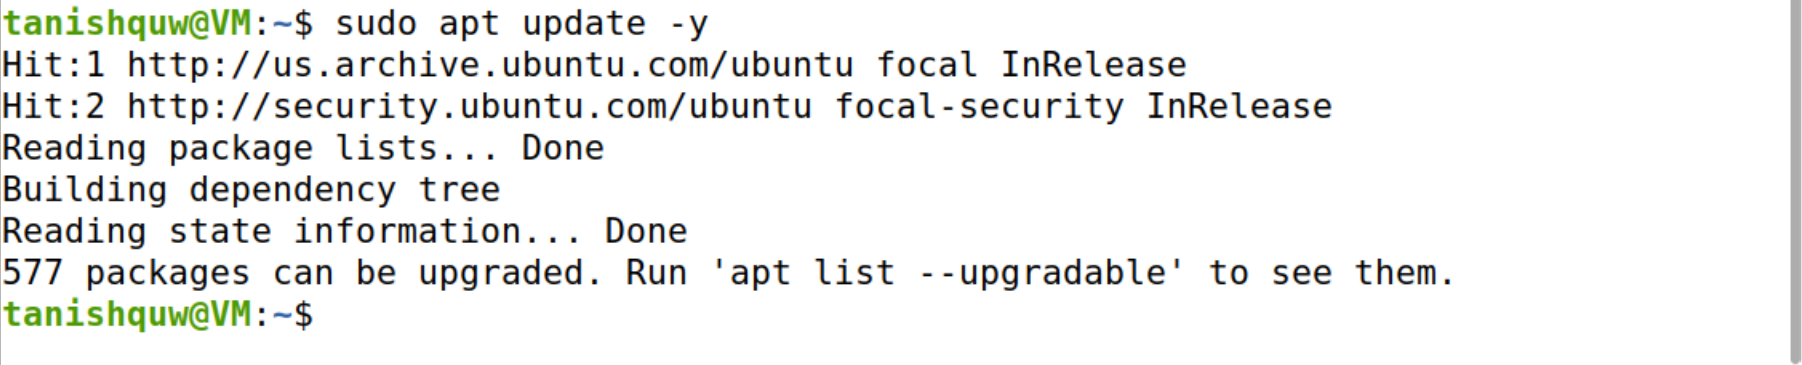 tanishquw@VM:~$ sudo apt update -y
Hit:1 http://us.archive.ubuntu.com/ubuntu focal InRelease
Hit:2 http://security.ubuntu.com/ubuntu focal-security InRelease
Reading package lists... Done
Building dependency tree
Reading state information... Done
577 packages can be upgraded. Run 'apt list --upgradable' to see them.
tanishquw@VM:~$